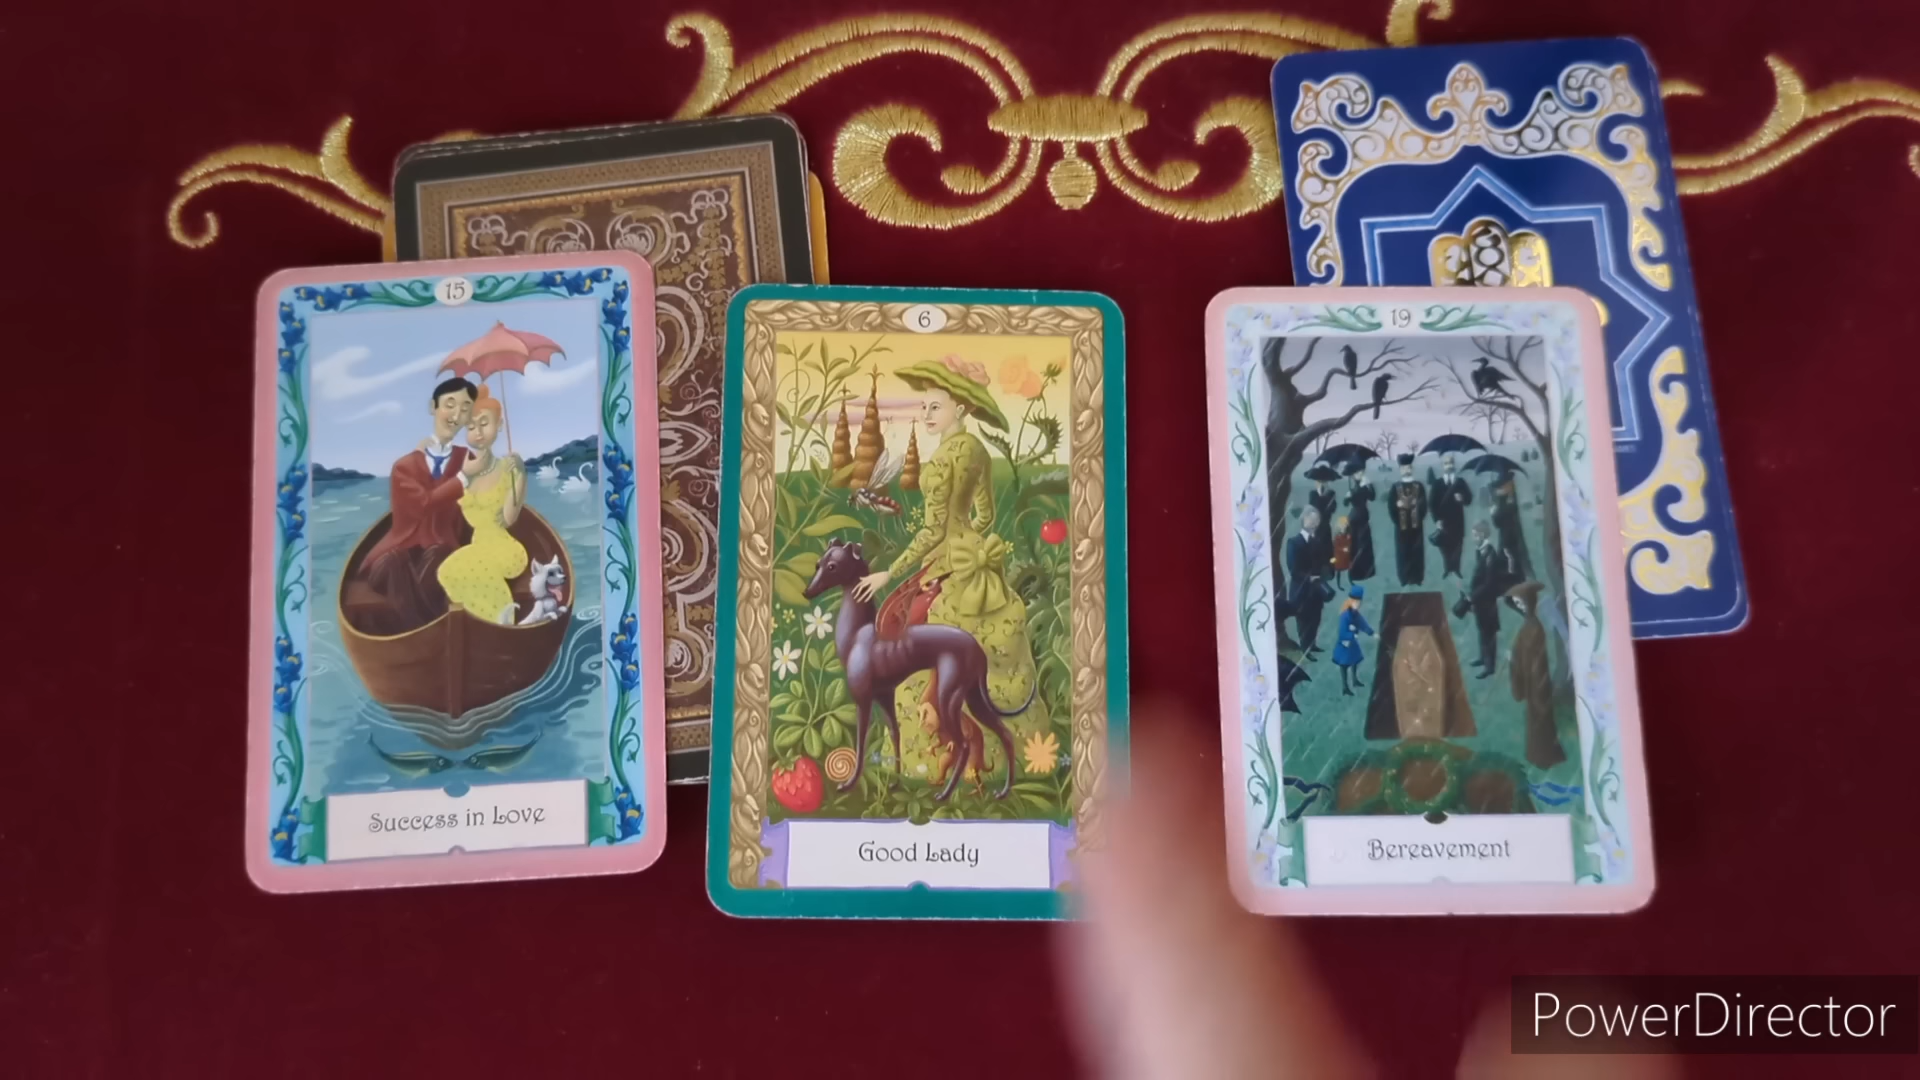 15
Success in Love
6
Good Lady
19
Bereavement
PowerDirector